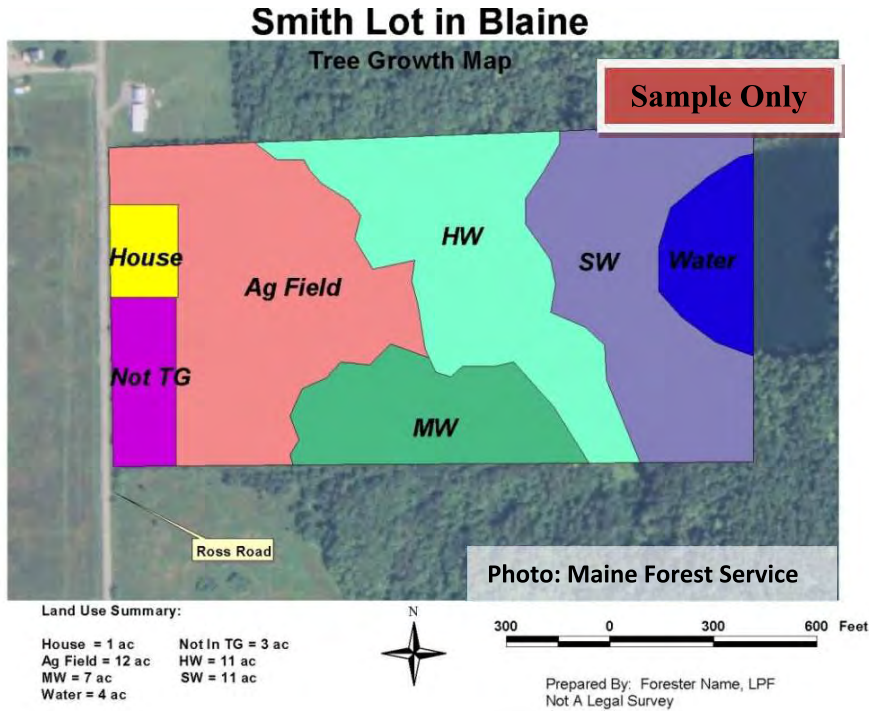 Smith Lot in Blaine
Tree Growth Map
Sample Only
HW
House
SW
Water
Ag Field
Not TG
MW
Ross Road
Photo: Maine Forest Service
Land Use Summary:
N
300 0 300 600 Feet
House = 1 ac Not In TG = 3 ac
Ag Field = 12 ac HW = 11 ac
MW = 7 ac SW = 11 ac
Water = 4 ac
Prepared By: Forester Name, LPF
Not A Legal Survey